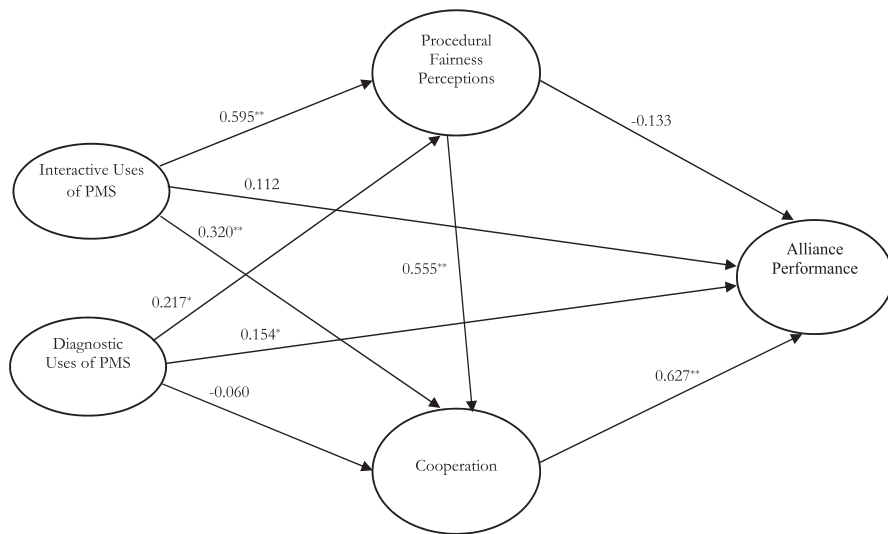 Procedural
Fairness
Perceptions
0.595**
-0.133
Interactive Uses
of PMS
0.112
0.320**
Alliance
Performance
0.555**
0.217*
0.154*
Diagnostic
Uses of PMS
-0.060
0.627**
Cooperation